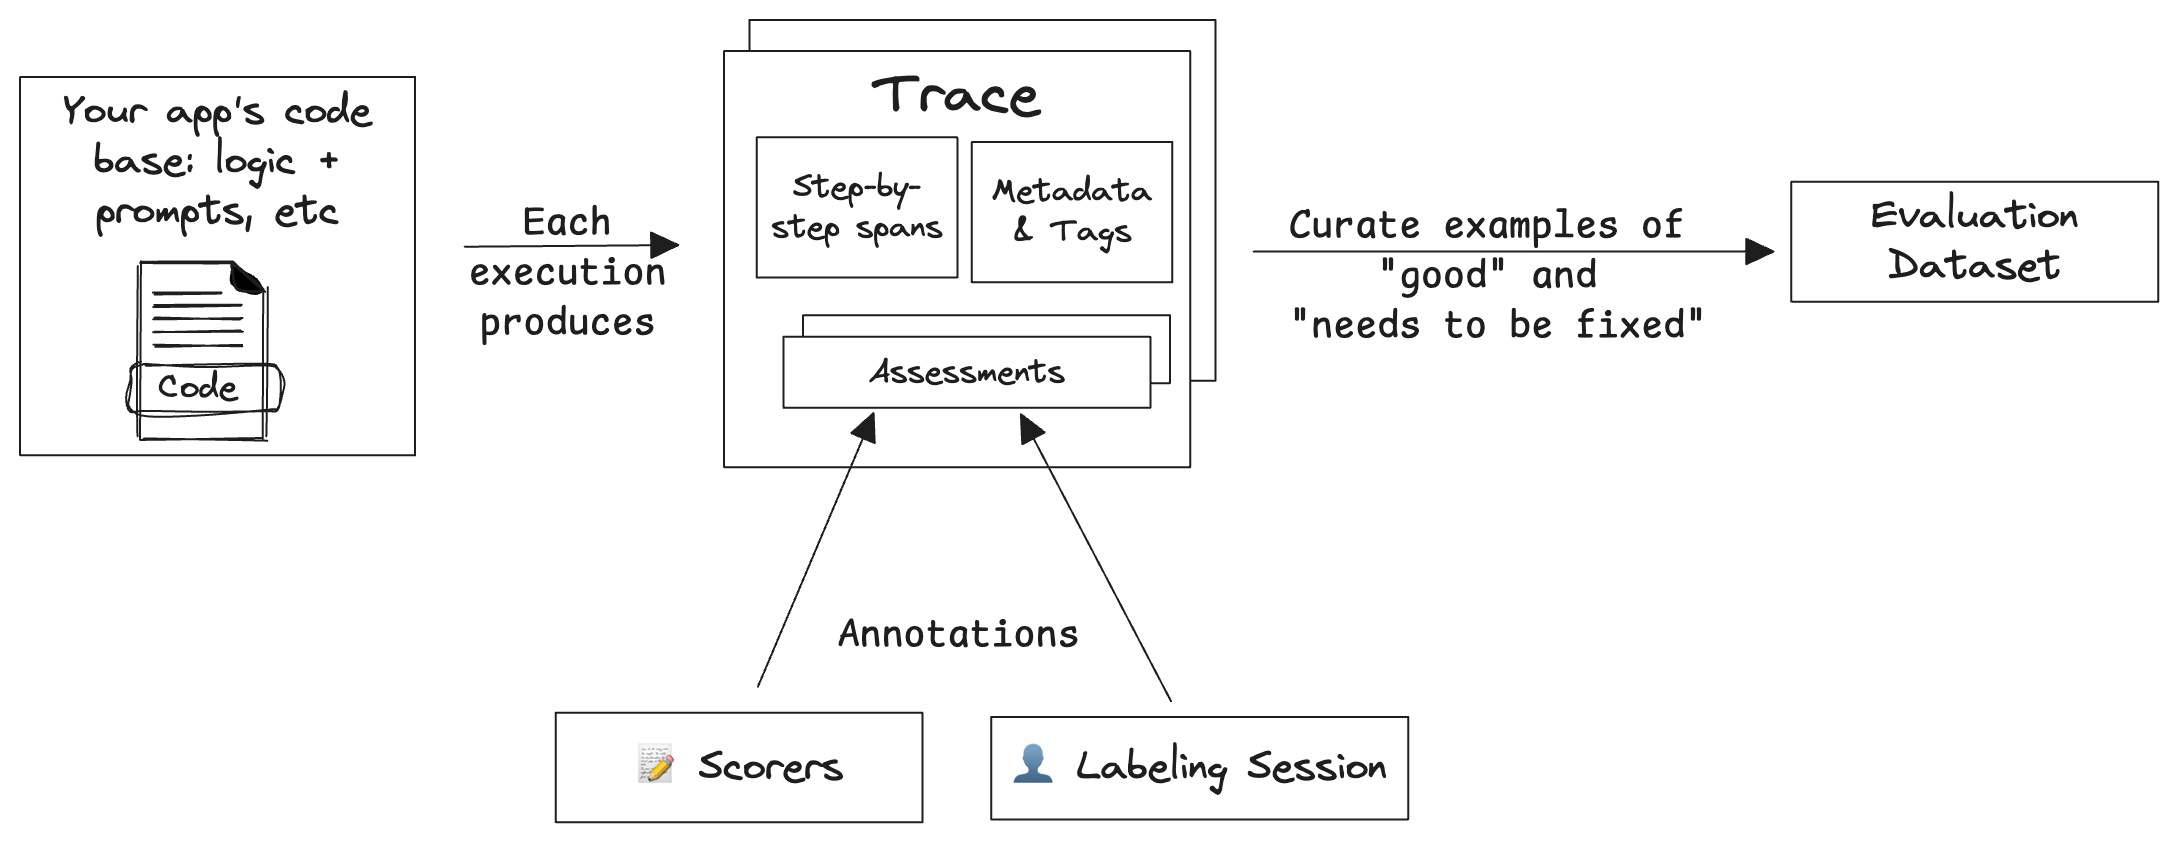 Your app's code
base: logic +
prompts, etc
Code
Each
execution
produces
Trace
Step-by-
step spans
Metadata
& Tags
Assessments
Curate examples of
"good" and
"needs to be fixed"
Evaluation
Dataset
Annotations
Scorers
Labeling Session